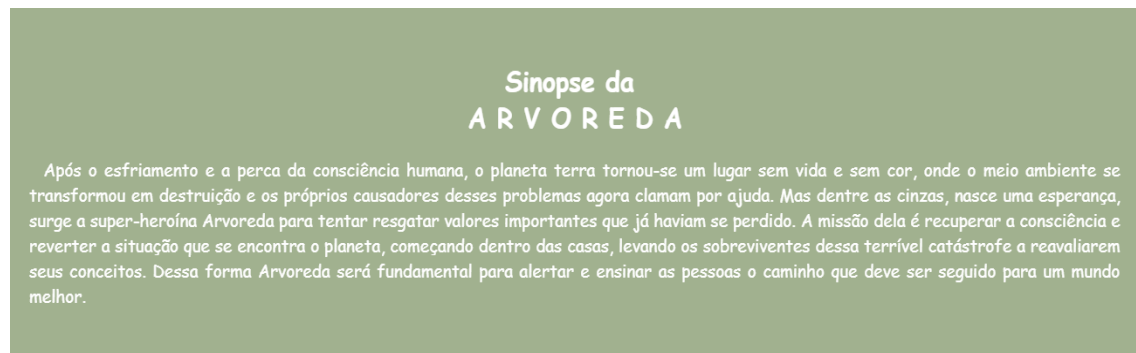 Sinopse da
A R V O R E D A
Após o esfriamento e a perca da consciência humana, o planeta terra tornou-se um lugar sem vida e sem cor, onde o meio ambiente se
transformou em destruição e os próprios causadores desses problemas agora clamam por ajuda. Mas dentre as cinzas, nasce uma esperança,
surge a super-heroína Arvoreda para tentar resgatar valores importantes que já haviam se perdido. A missão dela é recuperar a consciência e
reverter a situação que se encontra o planeta, começando dentro das casas, levando os sobreviventes dessa terrível catástrofe a reavaliarem
seus conceitos. Dessa forma Arvoreda será fundamental para alertar e ensinar as pessoas o caminho que deve ser seguido para um mundo
melhor.